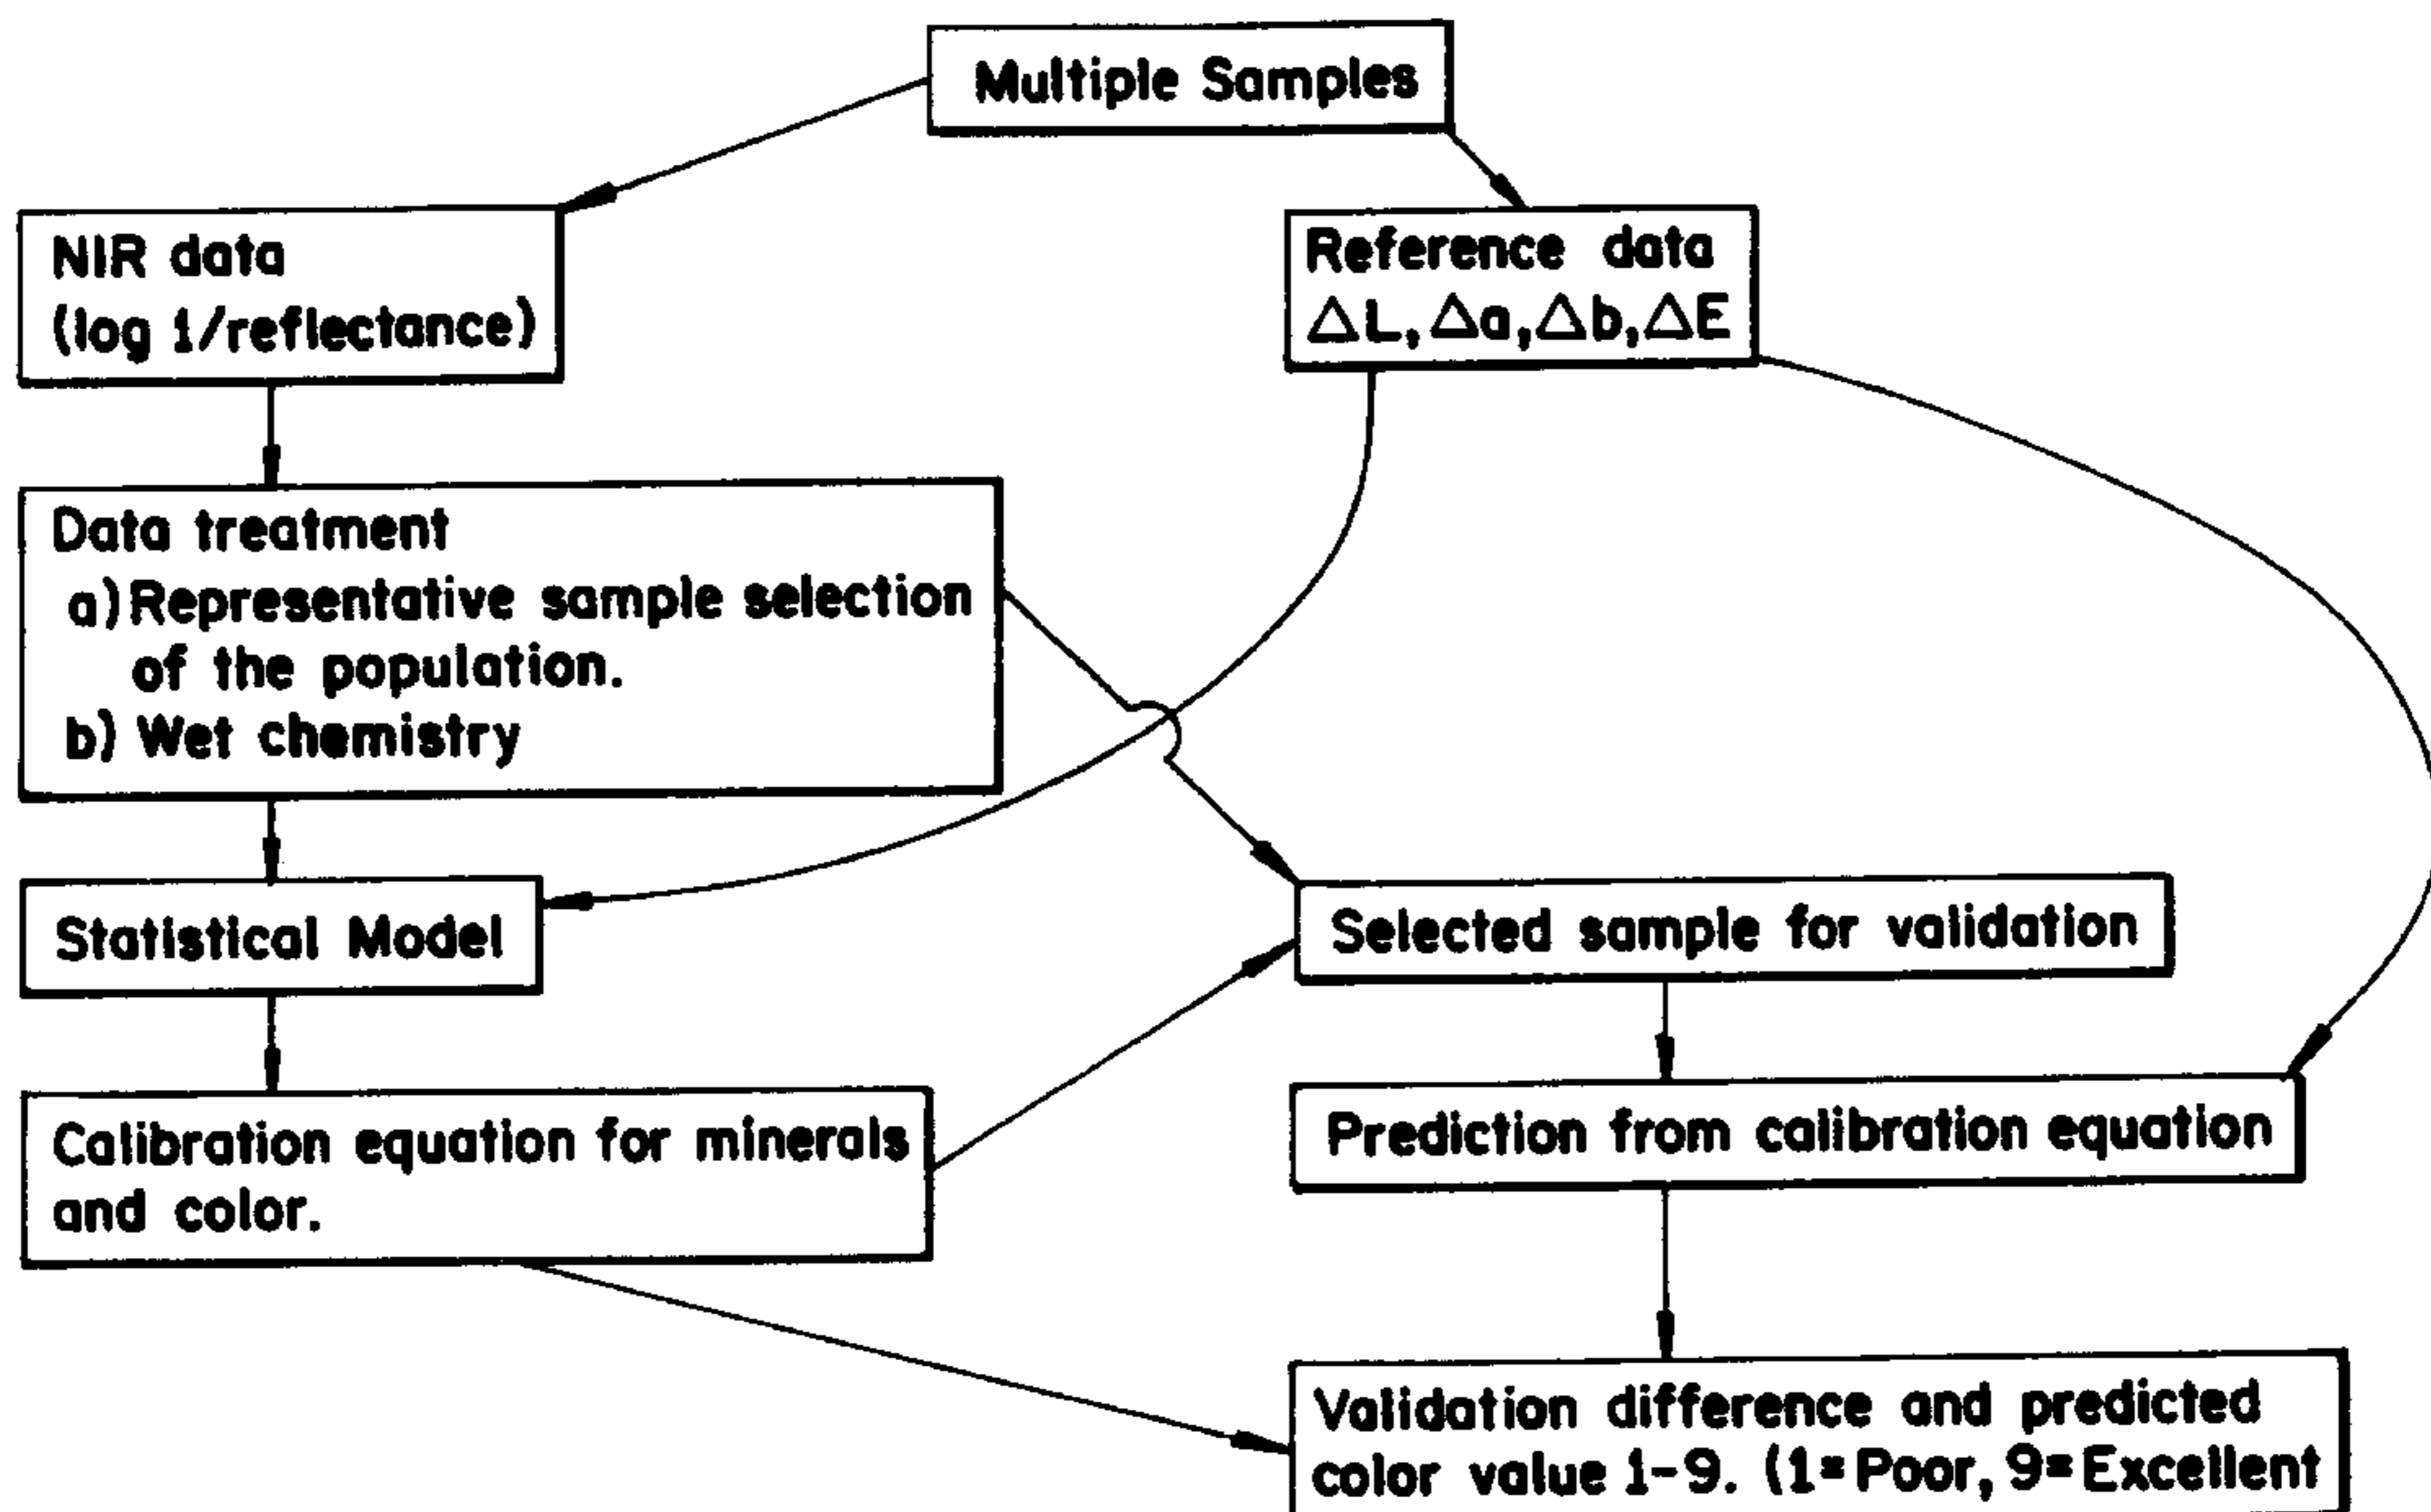 Multiple Samples
NIR data
(log 1/reflectance)
Reference data
ΔL, Δa, Δb, ΔE
Data treatment
a) Representative sample selection
of the population.
b) Wet chemistry
Statistical Model
Selected sample for validation
Calibration equation for minerals
and color.
Prediction from calibration equation
Validation difference and predicted
color value 1-9. (1=Poor, 9=Excellent